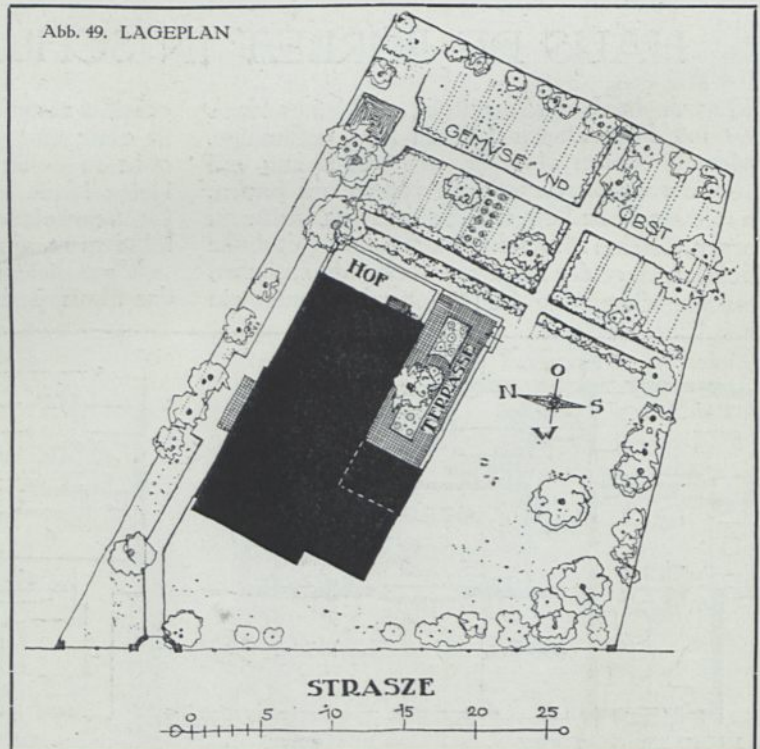 Abb. 49. LAGEPLAN
GEMVSE VND
OBST
HOF
TERRASSE
O
N S
W
STRASZE
0 5 10 15 20 25